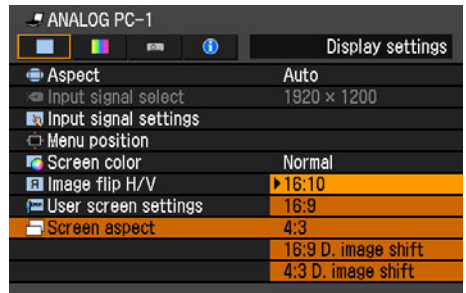 ANALOG PC-1
Display settings
Aspect Auto
Input signal select 1920 × 1200
Input signal settings
Menu position
Screen color Normal
Image flip H/V 16:10
User screen settings 16:9
Screen aspect 4:3
16:9 D. image shift
4:3 D. image shift